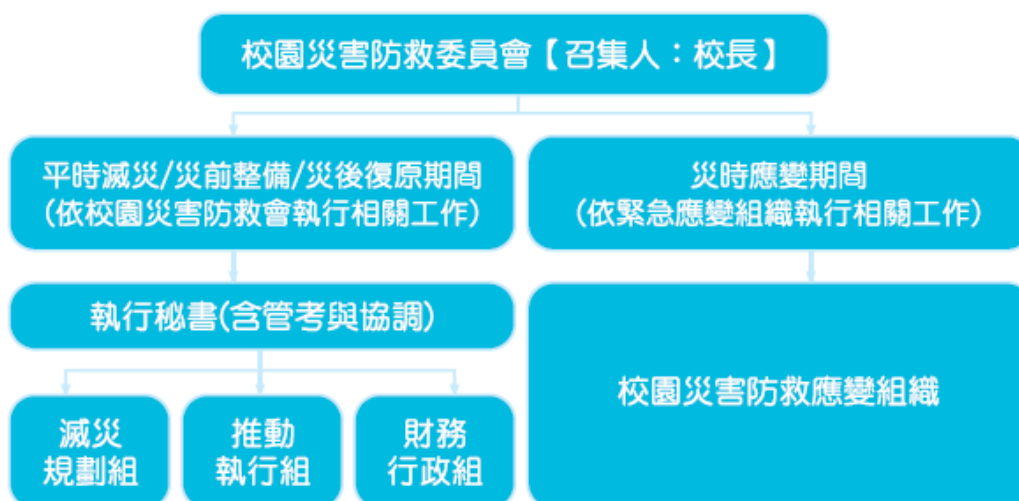 校園災害防救委員會【召集人：校長】
平時減災/災前整備/災後復原期間
(依校園災害防救會執行相關工作)
災時應變期間
(依緊急應變組織執行相關工作)
執行秘書(含管考與協調)
校園災害防救應變組織
減災
規劃組
推動
執行組
財務
行政組